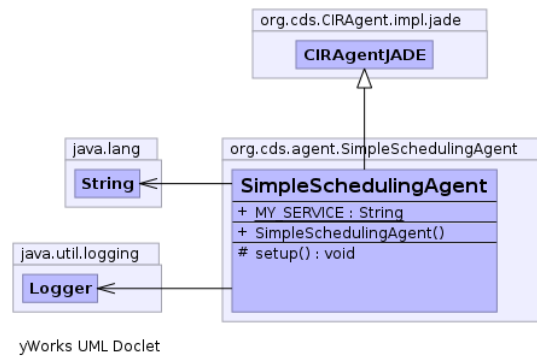 org.cds.CIRAgent.impl.jade
CIRAgentJADE
java.lang
String
org.cds.agent.SimpleSchedulingAgent
SimpleSchedulingAgent
+ MY_SERVICE : String
+ SimpleSchedulingAgent()
# setup() : void
java.util.logging
Logger
yWorks UML Doclet